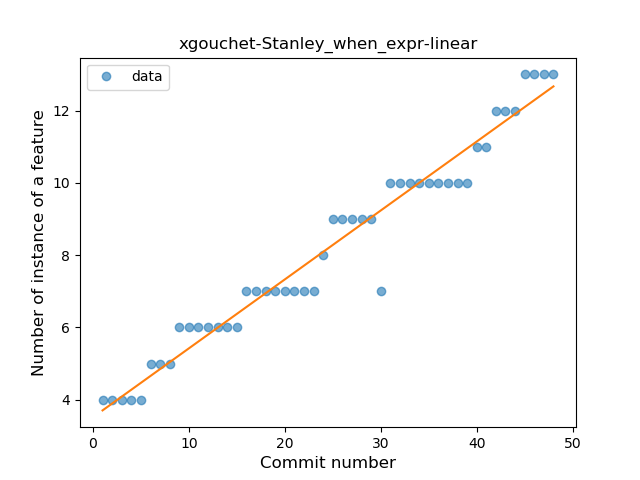 xgouchet-Stanley_when_expr-linear
data
Number of instance of a feature
12
10
8
6
4
0 10 20 30 40 50
Commit number